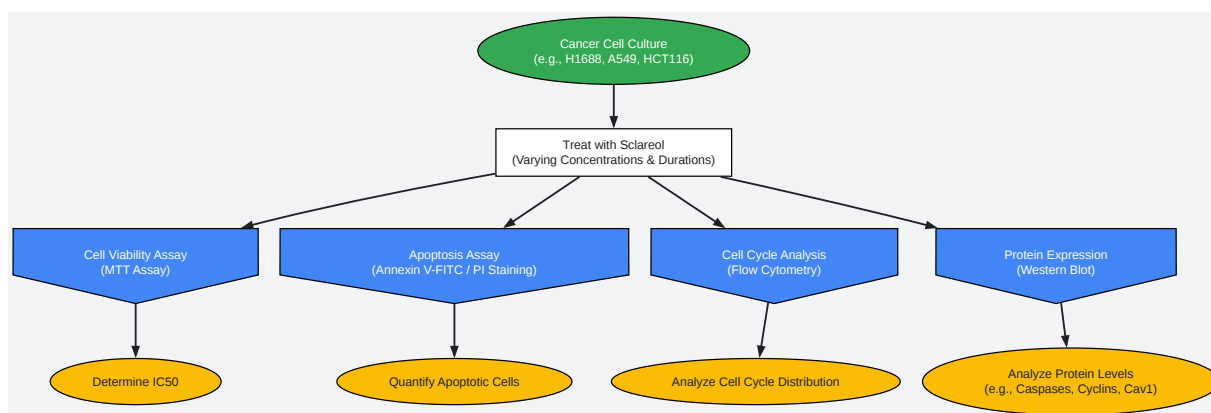 Cancer Cell Culture
(e.g., H1688, A549, HCT116)
Treat with Sclareol
(Varying Concentrations & Durations)
Cell Viability Assay
(MTT Assay)
Apoptosis Assay
(Annexin V-FITC / PI Staining)
Cell Cycle Analysis
(Flow Cytometry)
Protein Expression
(Western Blot)
Determine IC50
Quantify Apoptotic Cells
Analyze Cell Cycle Distribution
Analyze Protein Levels
(e.g., Caspases, Cyclins, Cav1)